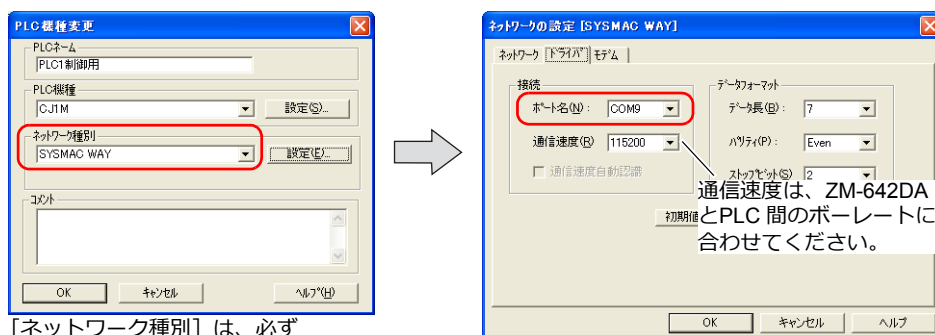 PLC機種変更
PLCネーム
PLC1制御用
PLC機種
CJ1M
設定(S)...
ネットワーク種別
SYSMAC WAY
設定(E)...
コメント
OK
キャンセル
ヘルプ(H)
［ネットワーク種別］は、必ず
ネットワークの設定 [SYSMAC WAY]
ネットワーク
ドライバ
モデム
接続
ポート名(N)：
COM9
通信速度(R)
115200
通信速度自動認識
データフォーマット
データ長(B)：
7
パリティ(P)：
Even
ストップビット(S)
2
初期値
通信速度は、ZM-642DA
とPLC 間のボーレートに
合わせてください。
OK
キャンセル
ヘルプ